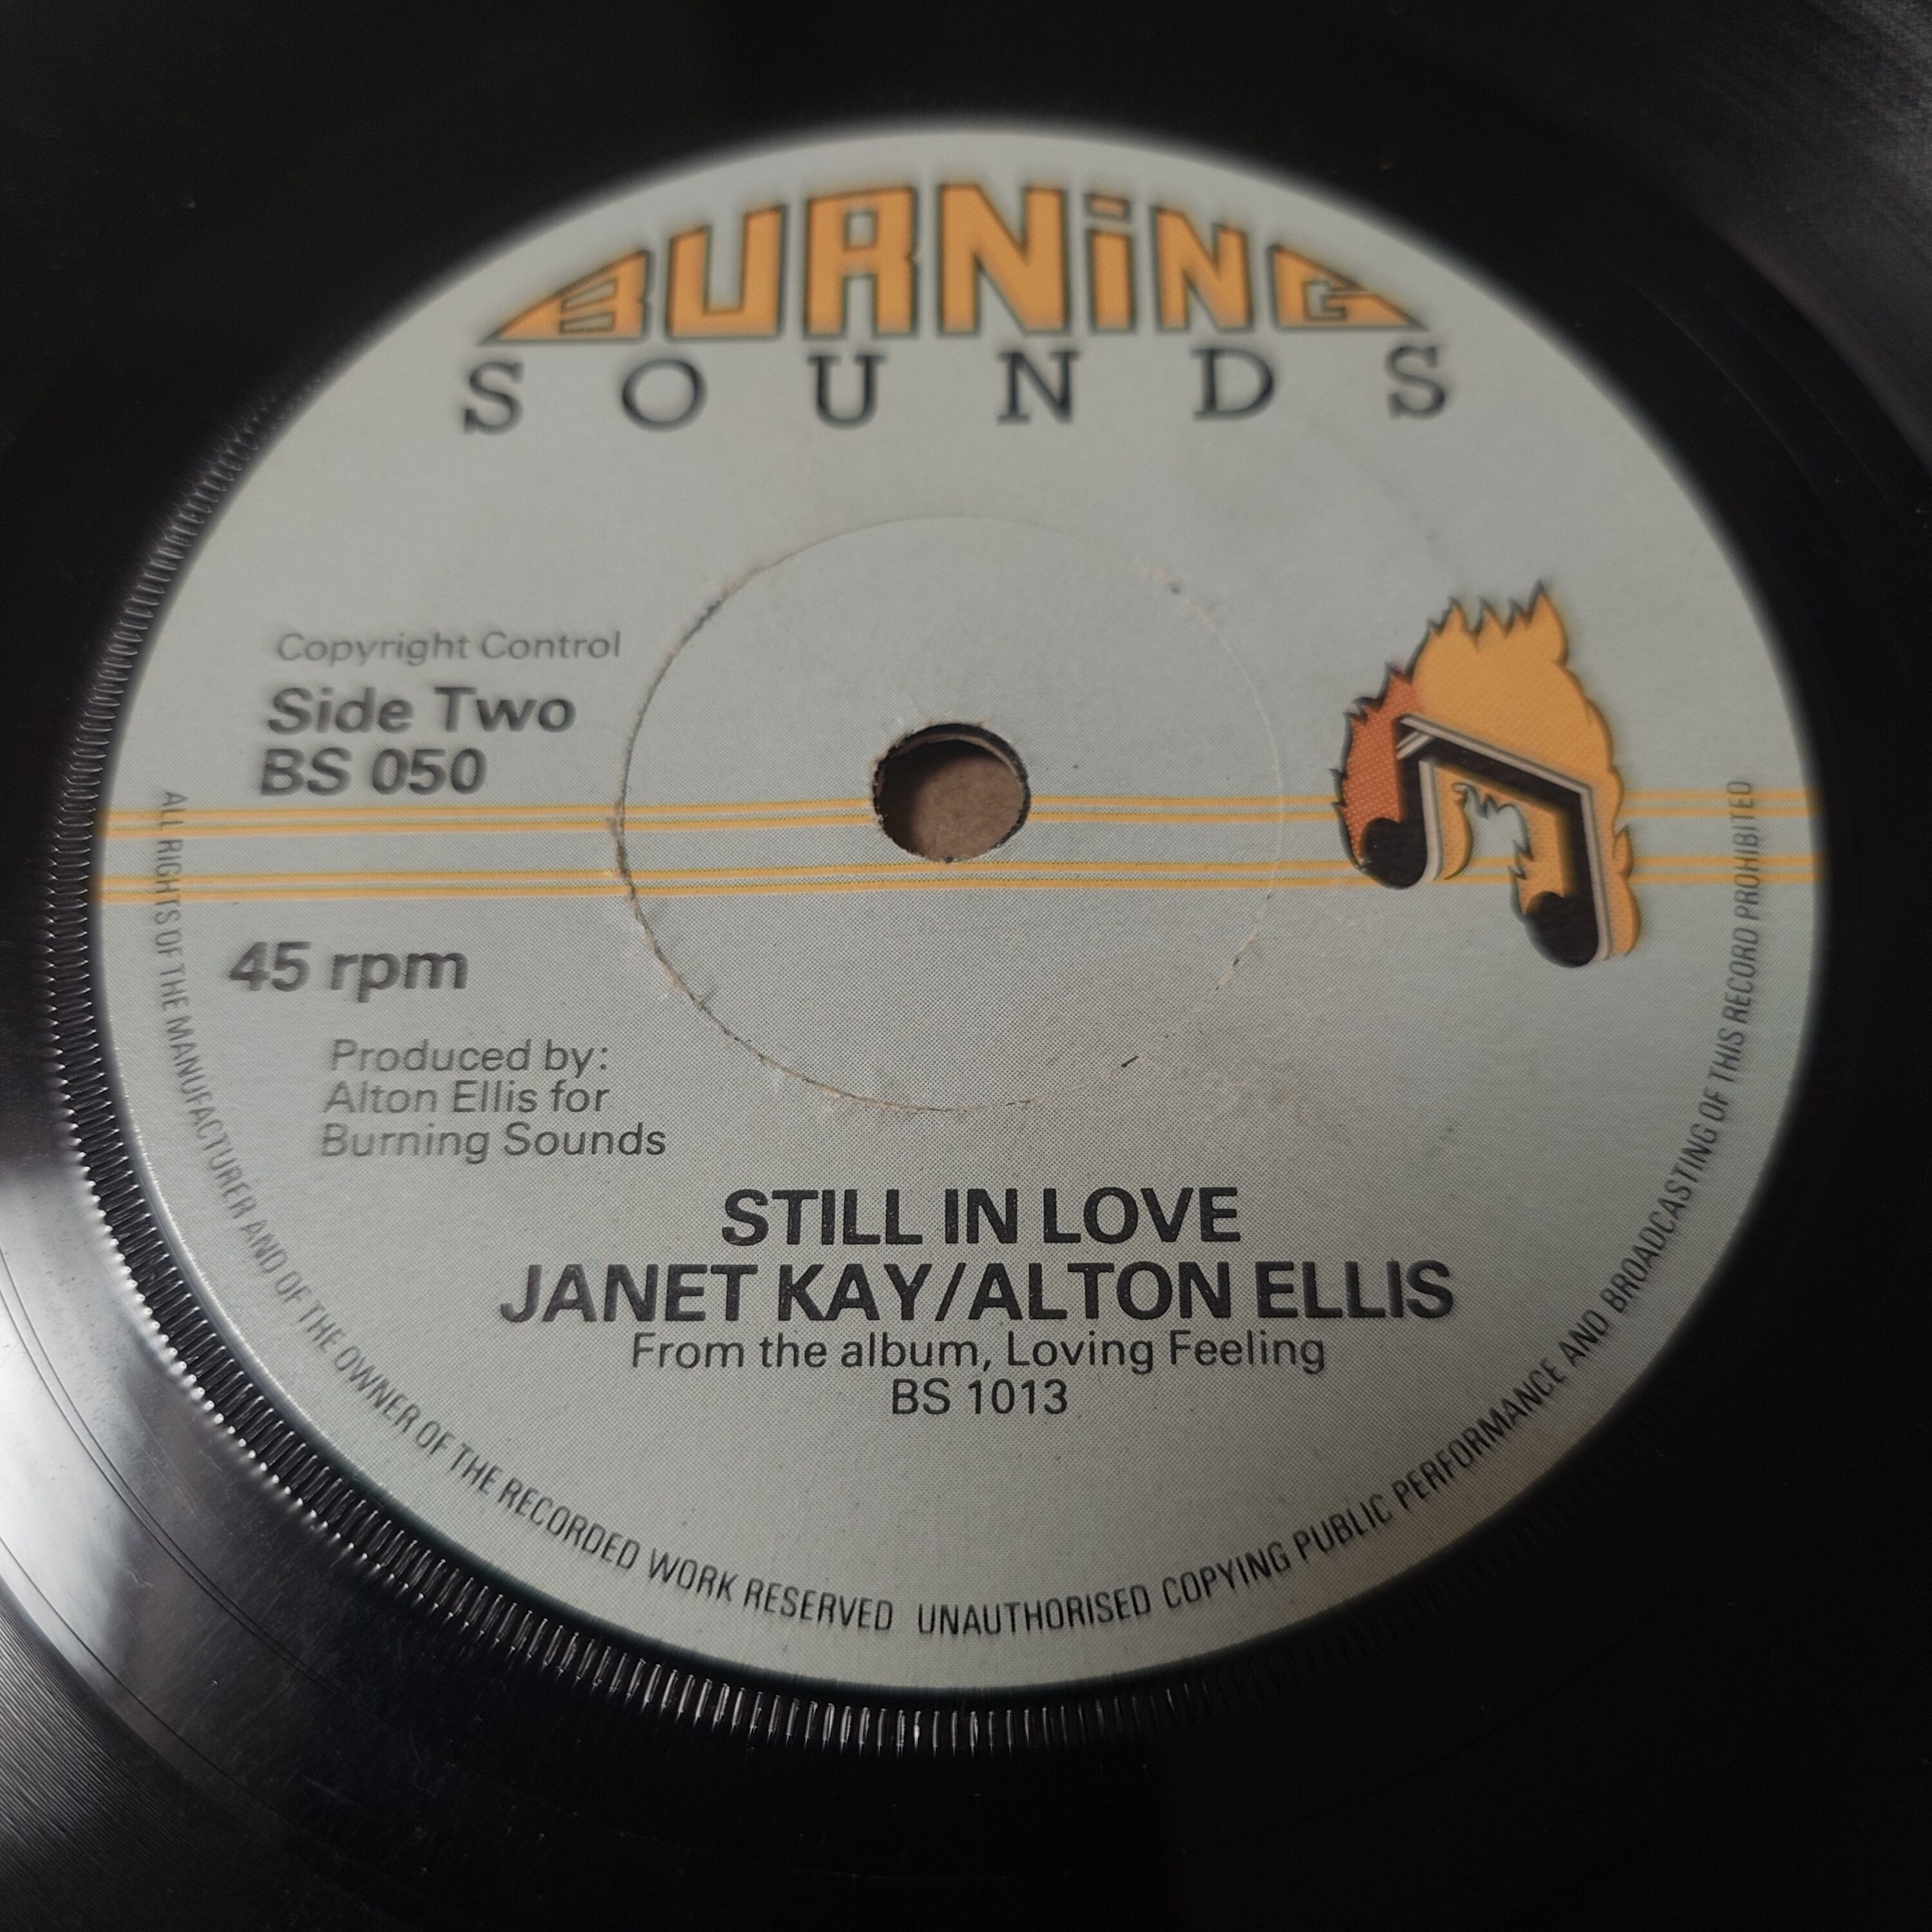 BURNiNG
SOUNDS
Copyright Control
Side Two
BS 050
45 rpm
Produced by:
Alton Ellis for
Burning Sounds
STILL IN LOVE
JANET KAY/ALTON ELLIS
From the album, Loving Feeling
BS 1013
ALL RIGHTS OF THE MANUFACTURER AND OF THE OWNER OF THE RECORDED WORK RESERVED UNAUTHORISED COPYING PUBLIC PERFORMANCE AND BROADCASTING OF THIS RECORD PROHIBITED